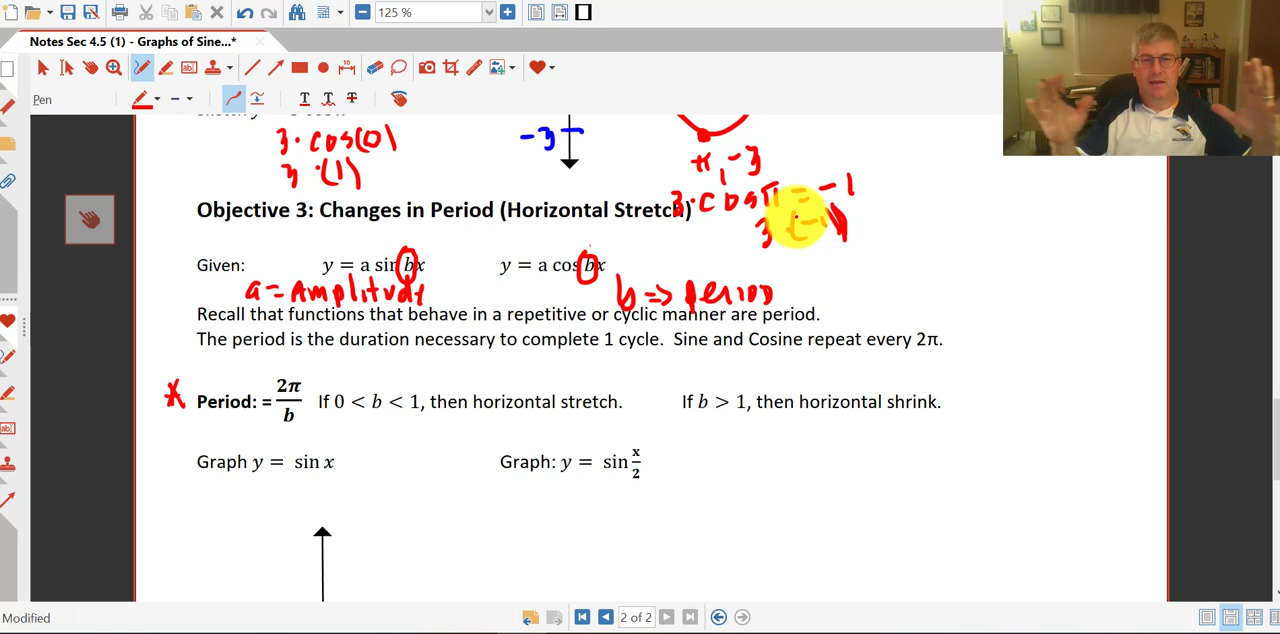 125 %
Notes Sec 4.5 (1) - Graphs of Sine...*
Pen
3 · cos(0)
3 · (1)
-3
π, -3
3 · cos π = -1
3 (-1)
Objective 3: Changes in Period (Horizontal Stretch)
Given: y = a sin bx y = a cos bx
a = Amplitude b => period
Recall that functions that behave in a repetitive or cyclic manner are period.
The period is the duration necessary to complete 1 cycle. Sine and Cosine repeat every 2π.
Period: = 2π/b If 0 < b < 1, then horizontal stretch. If b > 1, then horizontal shrink.
Graph y = sin x Graph: y = sin x/2
Modified 2 of 2